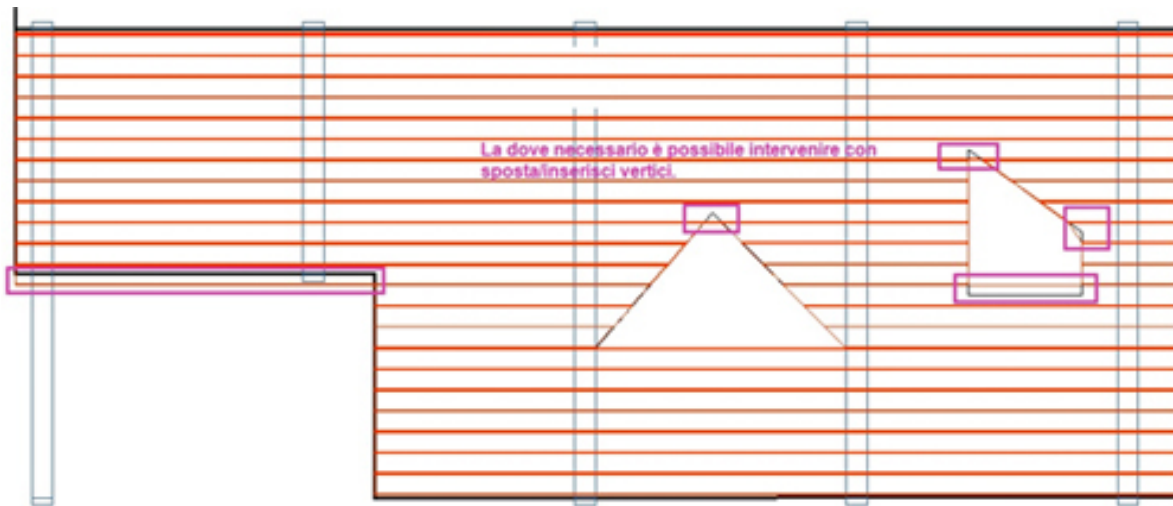 La dove necessario è possibile intervenire con
sposta/inserisci vertici.